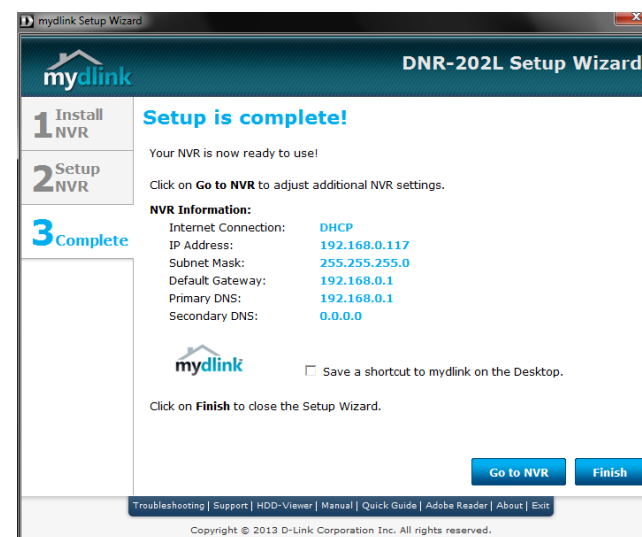 mydlink Setup Wizard
x
mydlink
DNR-202L Setup Wizard
1 Install NVR
2 Setup NVR
3 Complete
Setup is complete!
Your NVR is now ready to use!
Click on Go to NVR to adjust additional NVR settings.
NVR Information:
Internet Connection: DHCP
IP Address: 192.168.0.117
Subnet Mask: 255.255.255.0
Default Gateway: 192.168.0.1
Primary DNS: 192.168.0.1
Secondary DNS: 0.0.0.0
mydlink
Save a shortcut to mydlink on the Desktop.
Click on Finish to close the Setup Wizard.
Go to NVR Finish
Troubleshooting | Support | HDD-Viewer | Manual | Quick Guide | Adobe Reader | About | Exit
Copyright © 2013 D-Link Corporation Inc. All rights reserved.